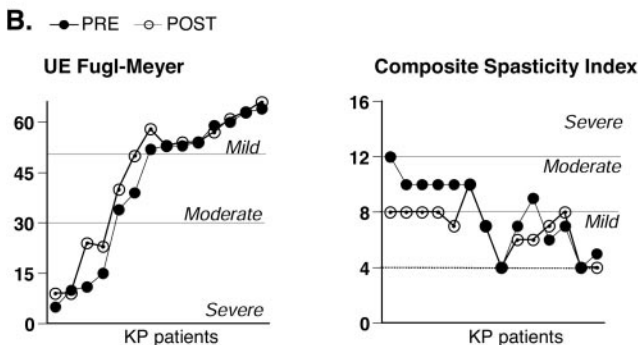 B.
PRE POST
UE Fugl-Meyer
60
45
30
15
0
Mild
Moderate
Severe
KP patients
Composite Spasticity Index
16
12
8
4
0
Severe
Moderate
Mild
KP patients